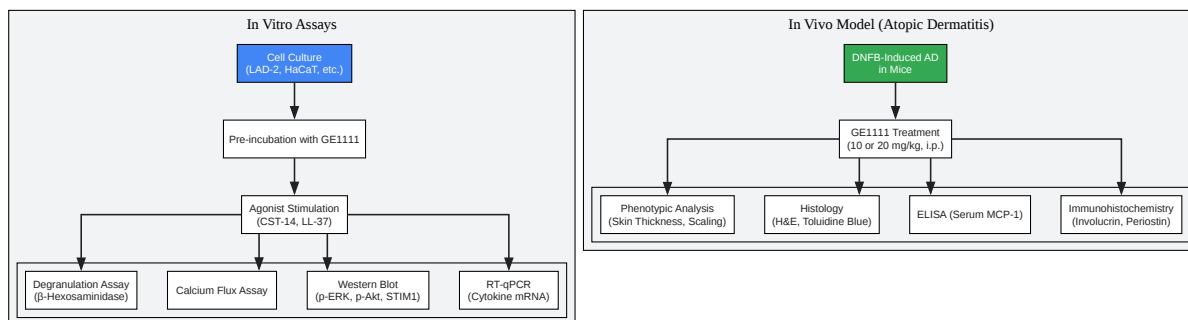 In Vitro Assays
Cell Culture
(LAD-2, HaCaT, etc.)
Pre-incubation with GE1111
Agonist Stimulation
(CST-14, LL-37)
Degranulation Assay
(β-Hexosaminidase)
Calcium Flux Assay
Western Blot
(p-ERK, p-Akt, STIM1)
RT-qPCR
(Cytokine mRNA)
In Vivo Model (Atopic Dermatitis)
DNFB-Induced AD
in Mice
GE1111 Treatment
(10 or 20 mg/kg, i.p.)
Phenotypic Analysis
(Skin Thickness, Scaling)
Histology
(H&E, Toluidine Blue)
ELISA (Serum MCP-1)
Immunohistochemistry
(Involucrin, Periostin)